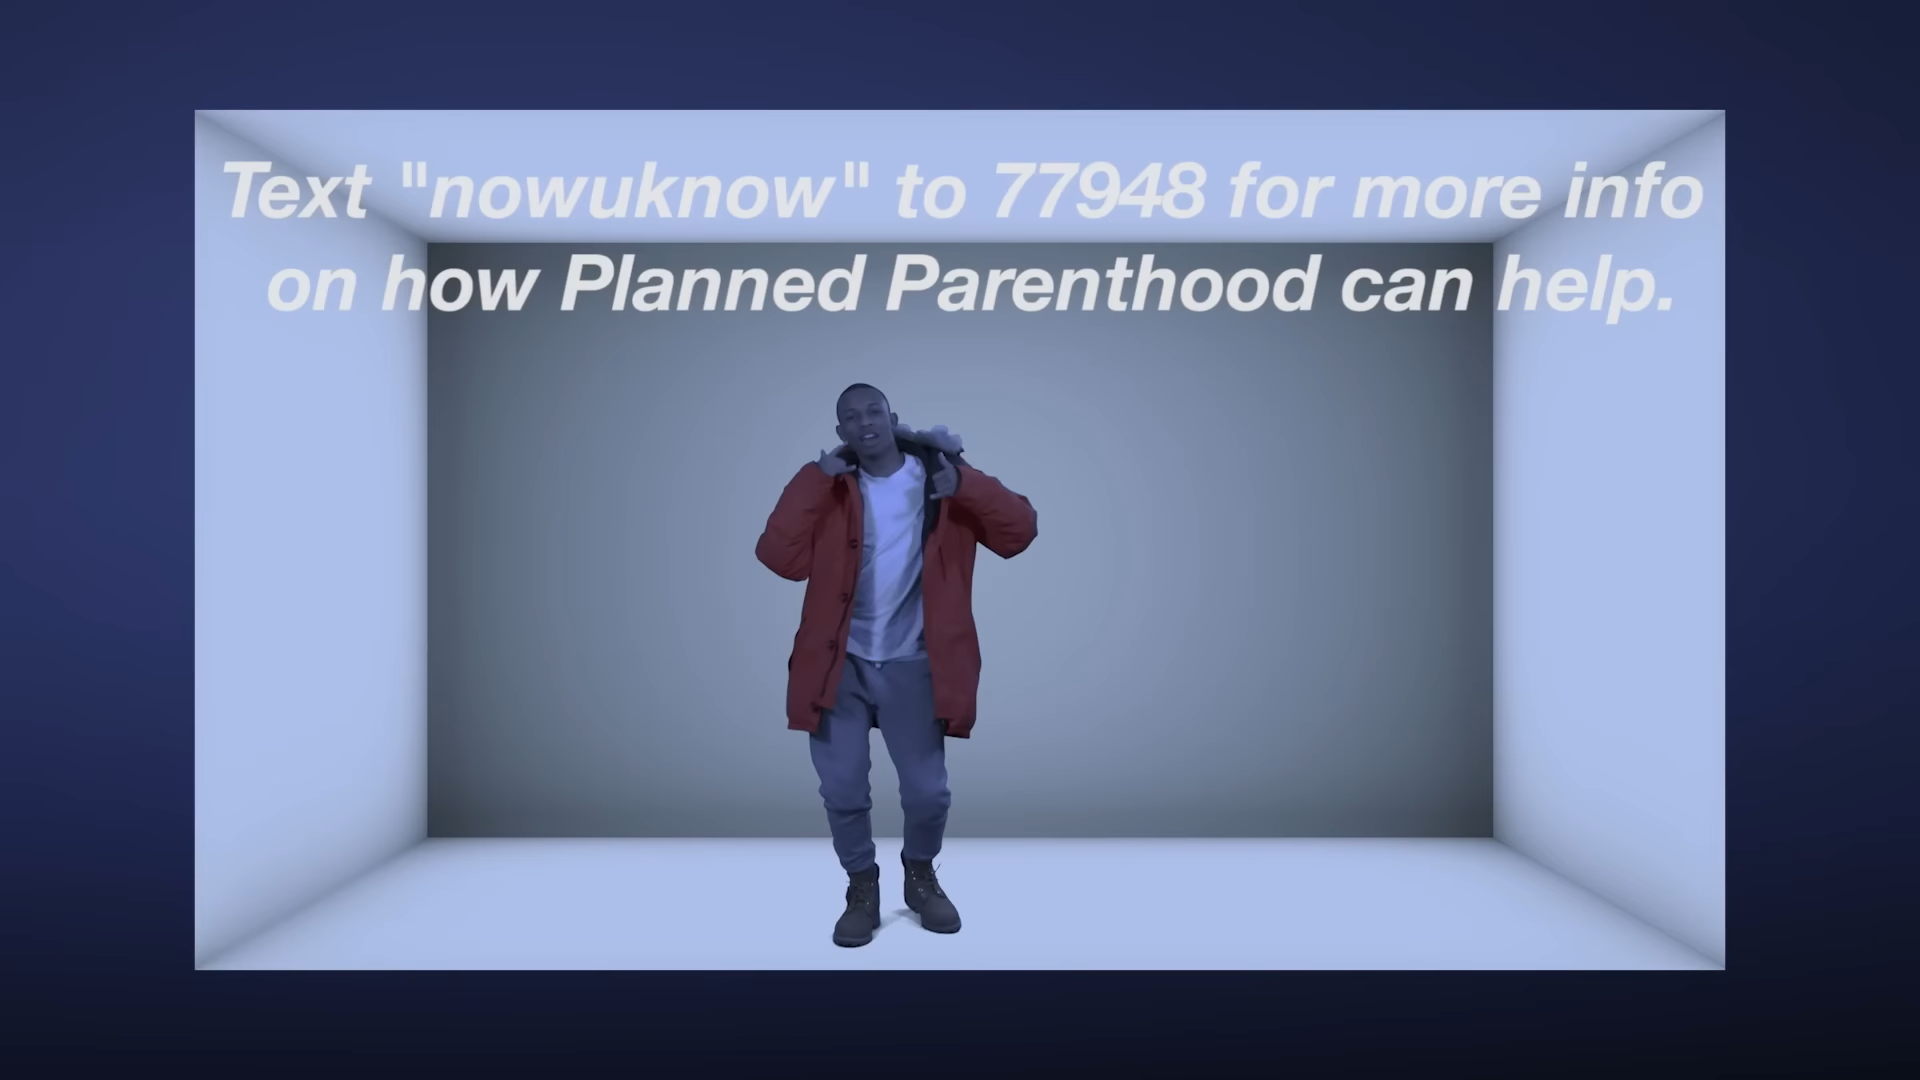 Text "nowuknow" to 77948 for more info
on how Planned Parenthood can help.